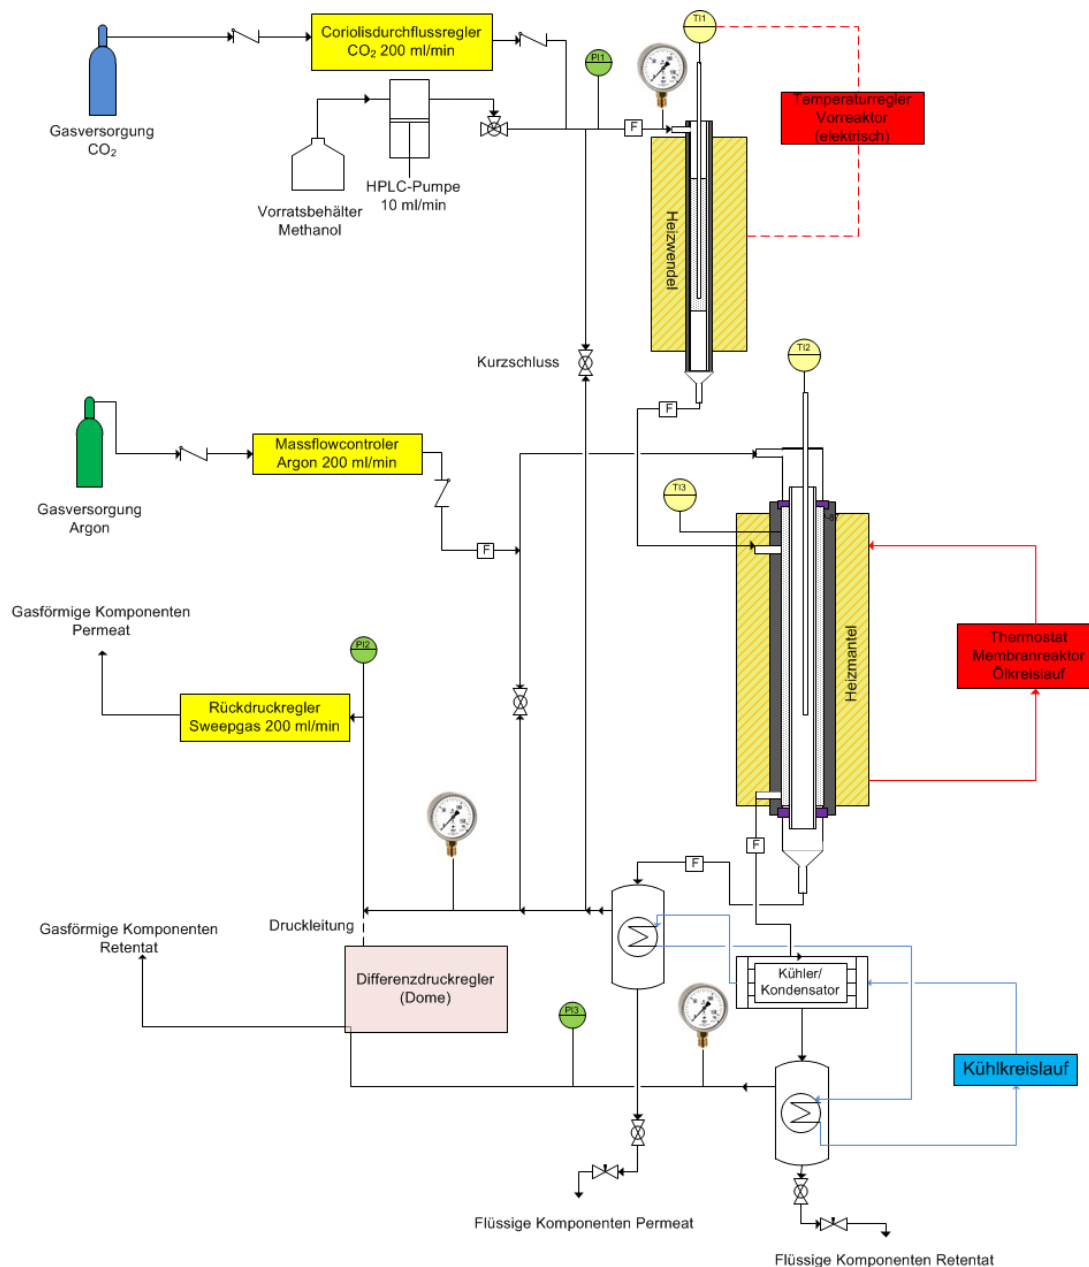 TI1
Coriolisdurchflussregler
CO₂ 200 ml/min
PI1
Temperaturregler
Vorreaktor
(elektrisch)
Gasversorgung
CO₂
F
HPLC-Pumpe
10 ml/min
Vorratsbehälter
Methanol
Heizwendel
Kurzschluss
TI2
F
Massflowcontroler
Argon 200 ml/min
TI3
Gasversorgung
Argon
F
Gasförmige Komponenten
Permeat
PI2
Heizmantel
Thermostat
Membranreaktor
Ölkreislauf
Rückdruckregler
Sweepgas 200 ml/min
F
F
Druckleitung
Gasförmige Komponenten
Retentat
Differenzdruckregler
(Dome)
Kühler/
Kondensator
PI3
Kühlkreislauf
Flüssige Komponenten Permeat
Flüssige Komponenten Retentat